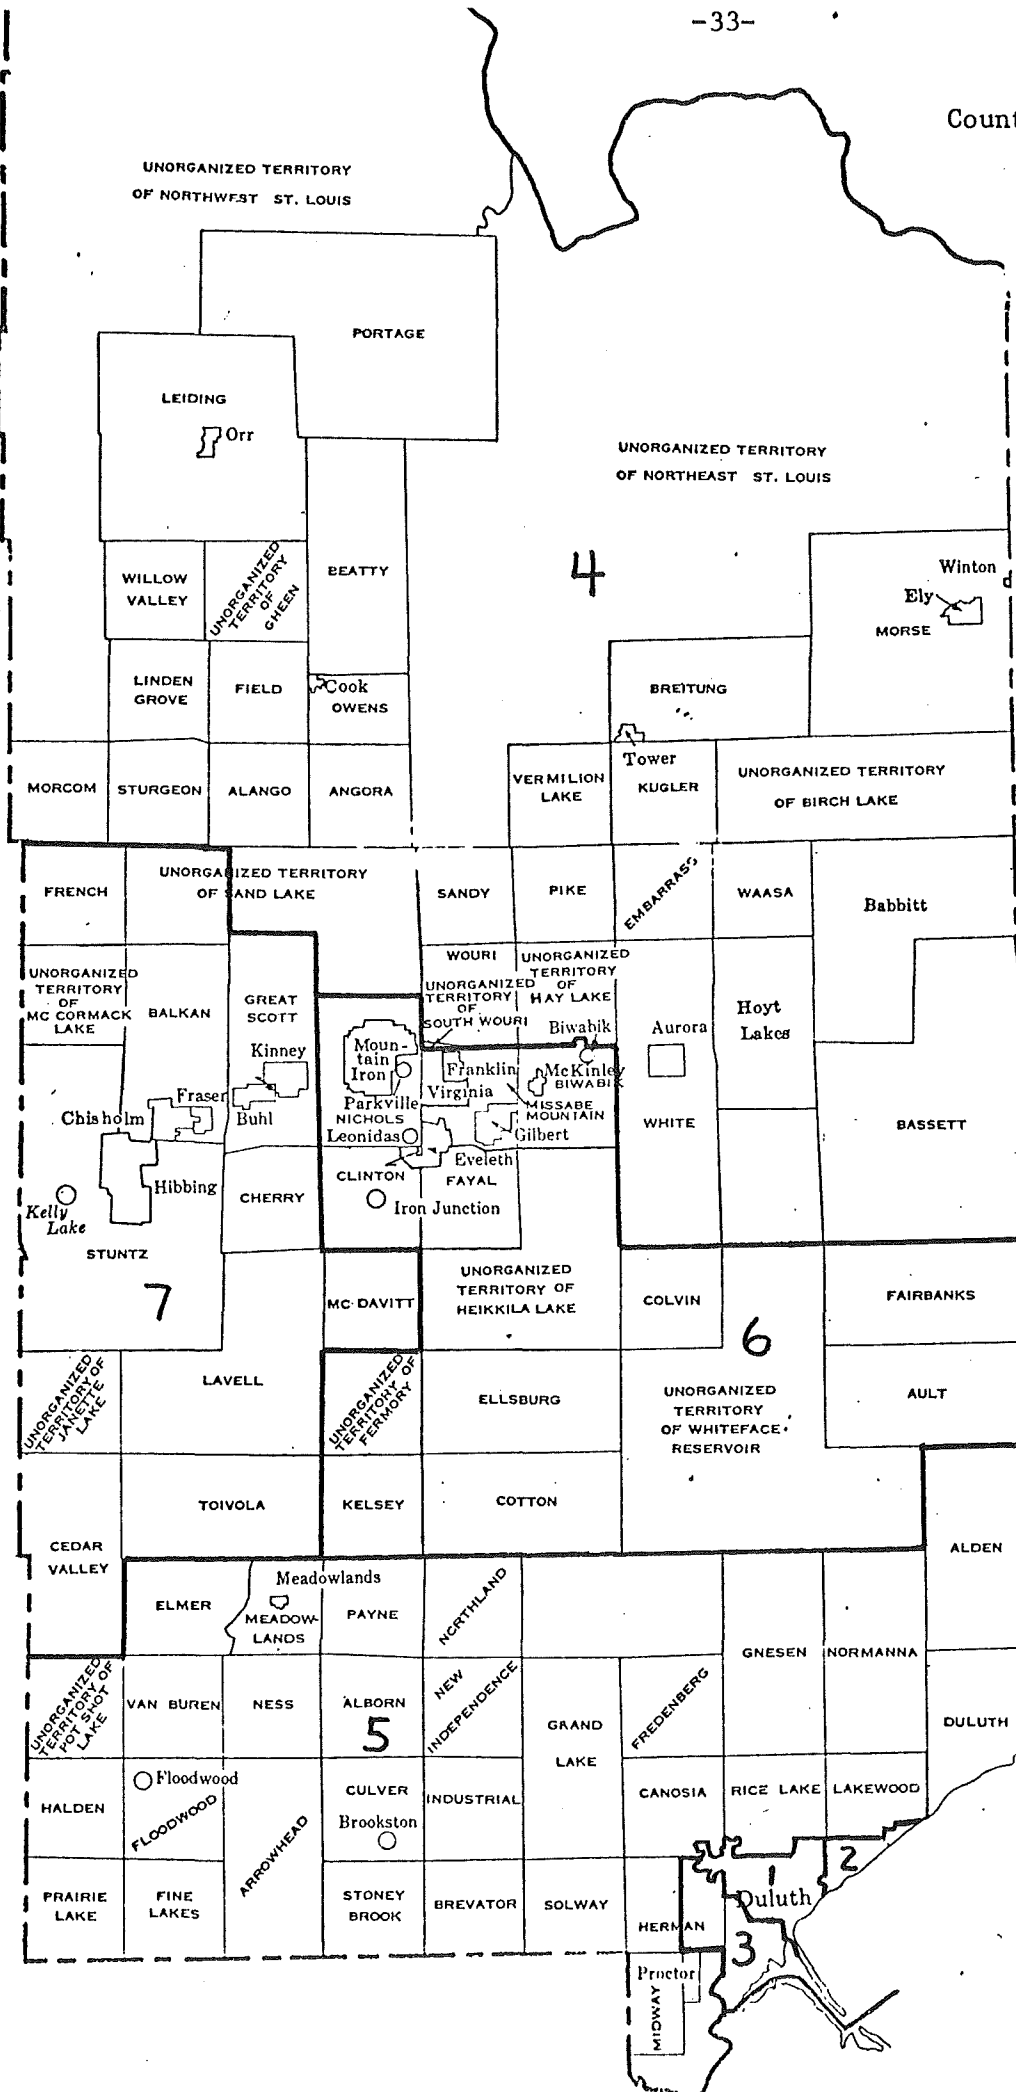 -33-
Count
UNORGANIZED TERRITORY
OF NORTHWEST ST. LOUIS
PORTAGE
LEIDING
Orr
UNORGANIZED TERRITORY
OF NORTHEAST ST. LOUIS
4
WILLOW
VALLEY
UNORGANIZED
TERRITORY
OF
GHEEN
BEATTY
Winton
Ely
MORSE
LINDEN
GROVE
FIELD
Cook
OWENS
BREITUNG
Tower
MORCOM
STURGEON
ALANGO
ANGORA
VERMILION
LAKE
KUGLER
UNORGANIZED TERRITORY
OF BIRCH LAKE
FRENCH
UNORGANIZED TERRITORY
OF SAND LAKE
SANDY
PIKE
EMBARRASS
WAASA
Babbitt
UNORGANIZED
TERRITORY
OF
MC CORMACK
LAKE
BALKAN
GREAT
SCOTT
WOURI
UNORGANIZED
TERRITORY
OF
HAY LAKE
UNORGANIZED
TERRITORY
OF
SOUTH WOURI
Hoyt
Lakes
Kinney
Moun-
tain
Iron
Biwabik
Aurora
Franklin
McKinley
BIWABIK
Virginia
Fraser
Chisholm
Buhl
Parkville
NICHOLS
Leonidas
MISSABE
MOUNTAIN
Gilbert
WHITE
BASSETT
Hibbing
Kelly
Lake
CHERRY
CLINTON
Eveleth
FAYAL
Iron Junction
STUNTZ
7
MC DAVITT
UNORGANIZED
TERRITORY OF
HEIKKILA LAKE
COLVIN
6
FAIRBANKS
UNORGANIZED
TERRITORY OF
JANETTE
LAKE
LAVELL
UNORGANIZED
TERRITORY OF
FERMORY
ELLSBURG
UNORGANIZED
TERRITORY
OF WHITEFACE
RESERVOIR
AULT
TOIVOLA
KELSEY
COTTON
CEDAR
VALLEY
ALDEN
ELMER
Meadowlands
MEADOW-
LANDS
PAYNE
NORTHLAND
GNESEN
NORMANNA
UNORGANIZED
TERRITORY OF
POT SHOT
LAKE
VAN BUREN
NESS
ALBORN
5
NEW
INDEPENDENCE
GRAND
LAKE
FREDENBERG
DULUTH
HALDEN
Floodwood
FLOODWOOD
CULVER
Brookston
INDUSTRIAL
CANOSIA
RICE LAKE
LAKEWOOD
ARROWHEAD
PRAIRIE
LAKE
FINE
LAKES
STONEY
BROOK
BREVATOR
SOLWAY
HERMAN
1
2
Duluth
3
Proctor
MIDWAY